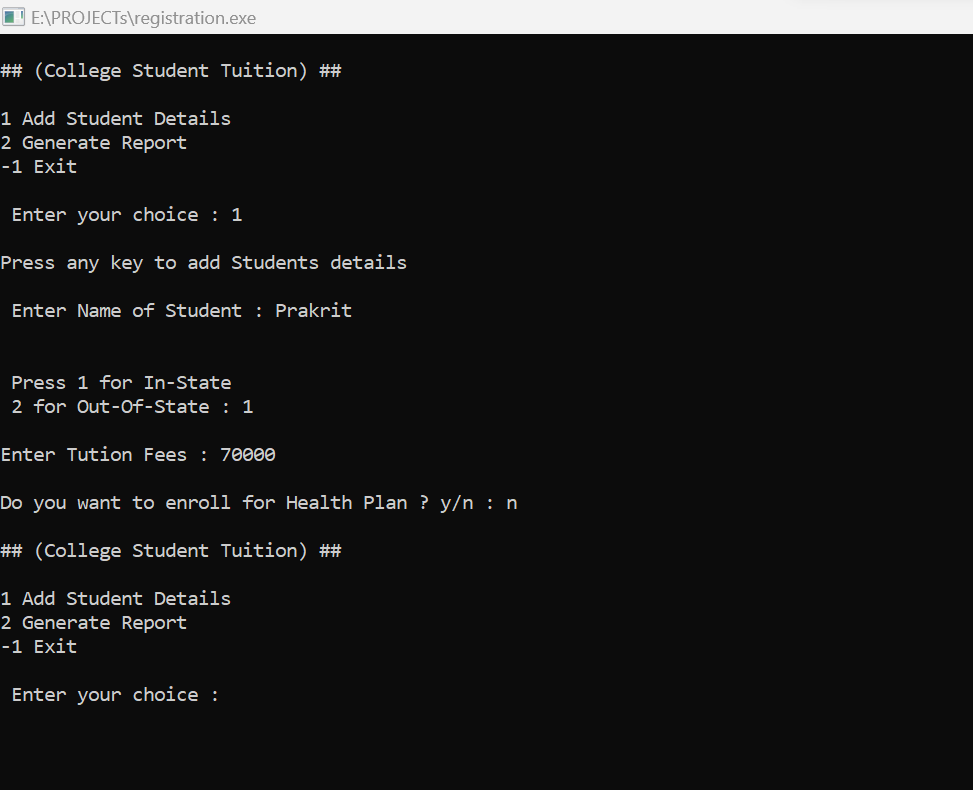 E:\PROJECTs\registration.exe
## (College Student Tuition) ##
1 Add Student Details
2 Generate Report
-1 Exit
Enter your choice : 1
Press any key to add Students details
Enter Name of Student : Prakrit
Press 1 for In-State
2 for Out-Of-State : 1
Enter Tution Fees : 70000
Do you want to enroll for Health Plan ? y/n : n
## (College Student Tuition) ##
1 Add Student Details
2 Generate Report
-1 Exit
Enter your choice :